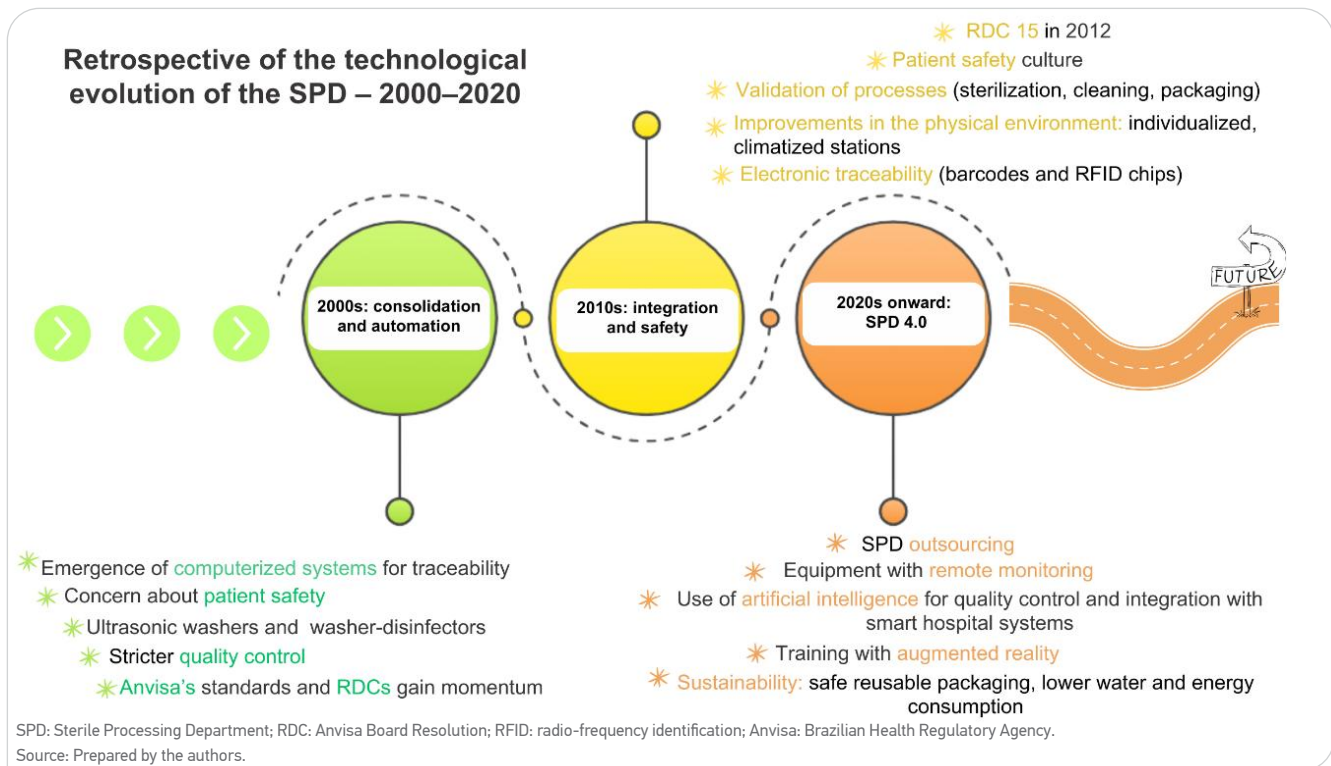 Retrospective of the technological
evolution of the SPD – 2000–2020
RDC 15 in 2012
Patient safety culture
Validation of processes (sterilization, cleaning, packaging)
Improvements in the physical environment: individualized,
climatized stations
Electronic traceability (barcodes and RFID chips)
2000s: consolidation
and automation
2010s: integration
and safety
2020s onward:
SPD 4.0
FUTURE
Emergence of computerized systems for traceability
Concern about patient safety
Ultrasonic washers and washer-disinfectors
Stricter quality control
Anvisa's standards and RDCs gain momentum
SPD outsourcing
Equipment with remote monitoring
Use of artificial intelligence for quality control and integration with
smart hospital systems
Training with augmented reality
Sustainability: safe reusable packaging, lower water and energy
consumption
SPD: Sterile Processing Department; RDC: Anvisa Board Resolution; RFID: radio-frequency identification; Anvisa: Brazilian Health Regulatory Agency.
Source: Prepared by the authors.